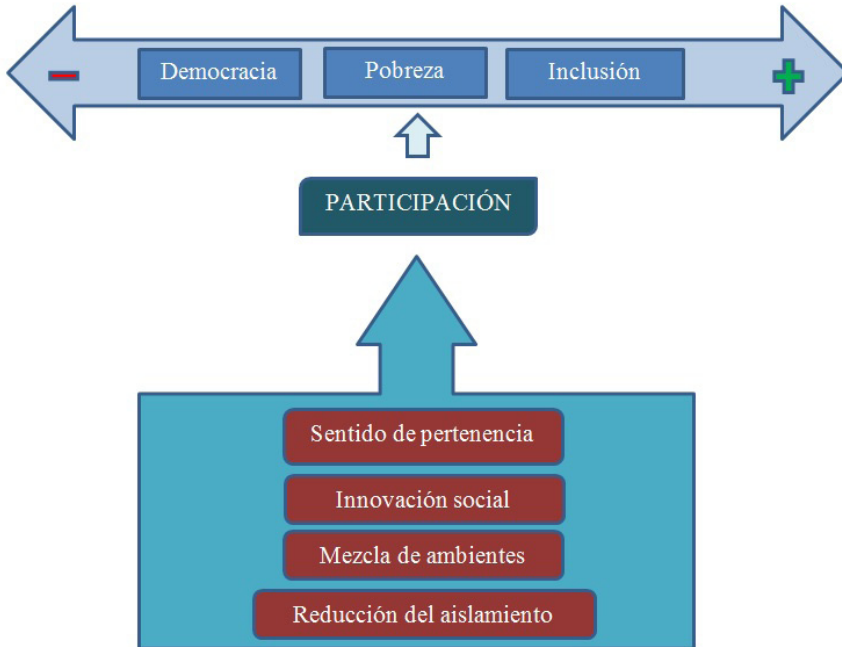 Democracia Pobreza Inclusión
PARTICIPACIÓN
Sentido de pertenencia
Innovación social
Mezcla de ambientes
Reducción del aislamiento